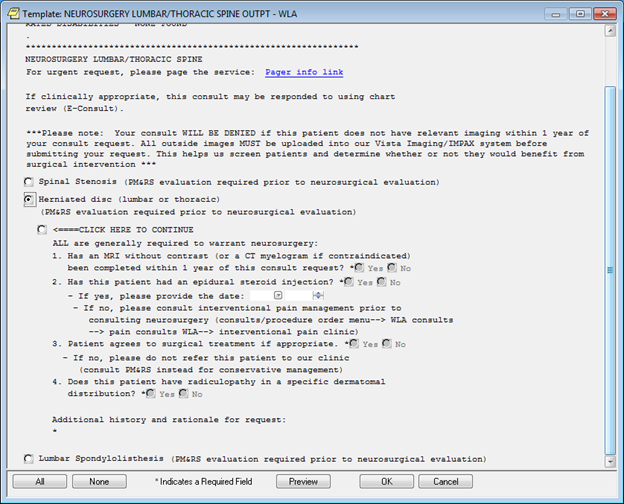 Template: NEUROSURGERY LUMBAR/THORACIC SPINE OUTPT - WLA
RATED DISABILITIES - NONE FOUND
.
***************************************************************
NEUROSURGERY LUMBAR/THORACIC SPINE
For urgent request, please page the service: Pager info link
If clinically appropriate, this consult may be responded to using chart
review (E-Consult).
***Please note: Your consult WILL BE DENIED if this patient does not have relevant imaging within 1 year of
your consult request. All outside images MUST be uploaded into our Vista Imaging/IMPAX system before
submitting your request. This helps us screen patients and determine whether or not they would benefit from
surgical intervention ***
Spinal Stenosis (PM&RS evaluation required prior to neurosurgical evaluation)
Herniated disc (lumbar or thoracic)
(PM&RS evaluation required prior to neurosurgical evaluation)
<====CLICK HERE TO CONTINUE
ALL are generally required to warrant neurosurgery:
1. Has an MRI without contrast (or a CT myelogram if contraindicated)
been completed within 1 year of this consult request? * Yes No
2. Has this patient had an epidural steroid injection? * Yes No
- If yes, please provide the date:
- If no, please consult interventional pain management prior to
consulting neurosurgery (consults/procedure order menu--> WLA consults
--> pain consults WLA--> interventional pain clinic)
3. Patient agrees to surgical treatment if appropriate. * Yes No
- If no, please do not refer this patient to our clinic
(consult PM&RS instead for conservative management)
4. Does this patient have radiculopathy in a specific dermatomal
distribution? * Yes No
Additional history and rationale for request:
*
Lumbar Spondylolisthesis (PM&RS evaluation required prior to neurosurgical evaluation)
All None * Indicates a Required Field Preview OK Cancel